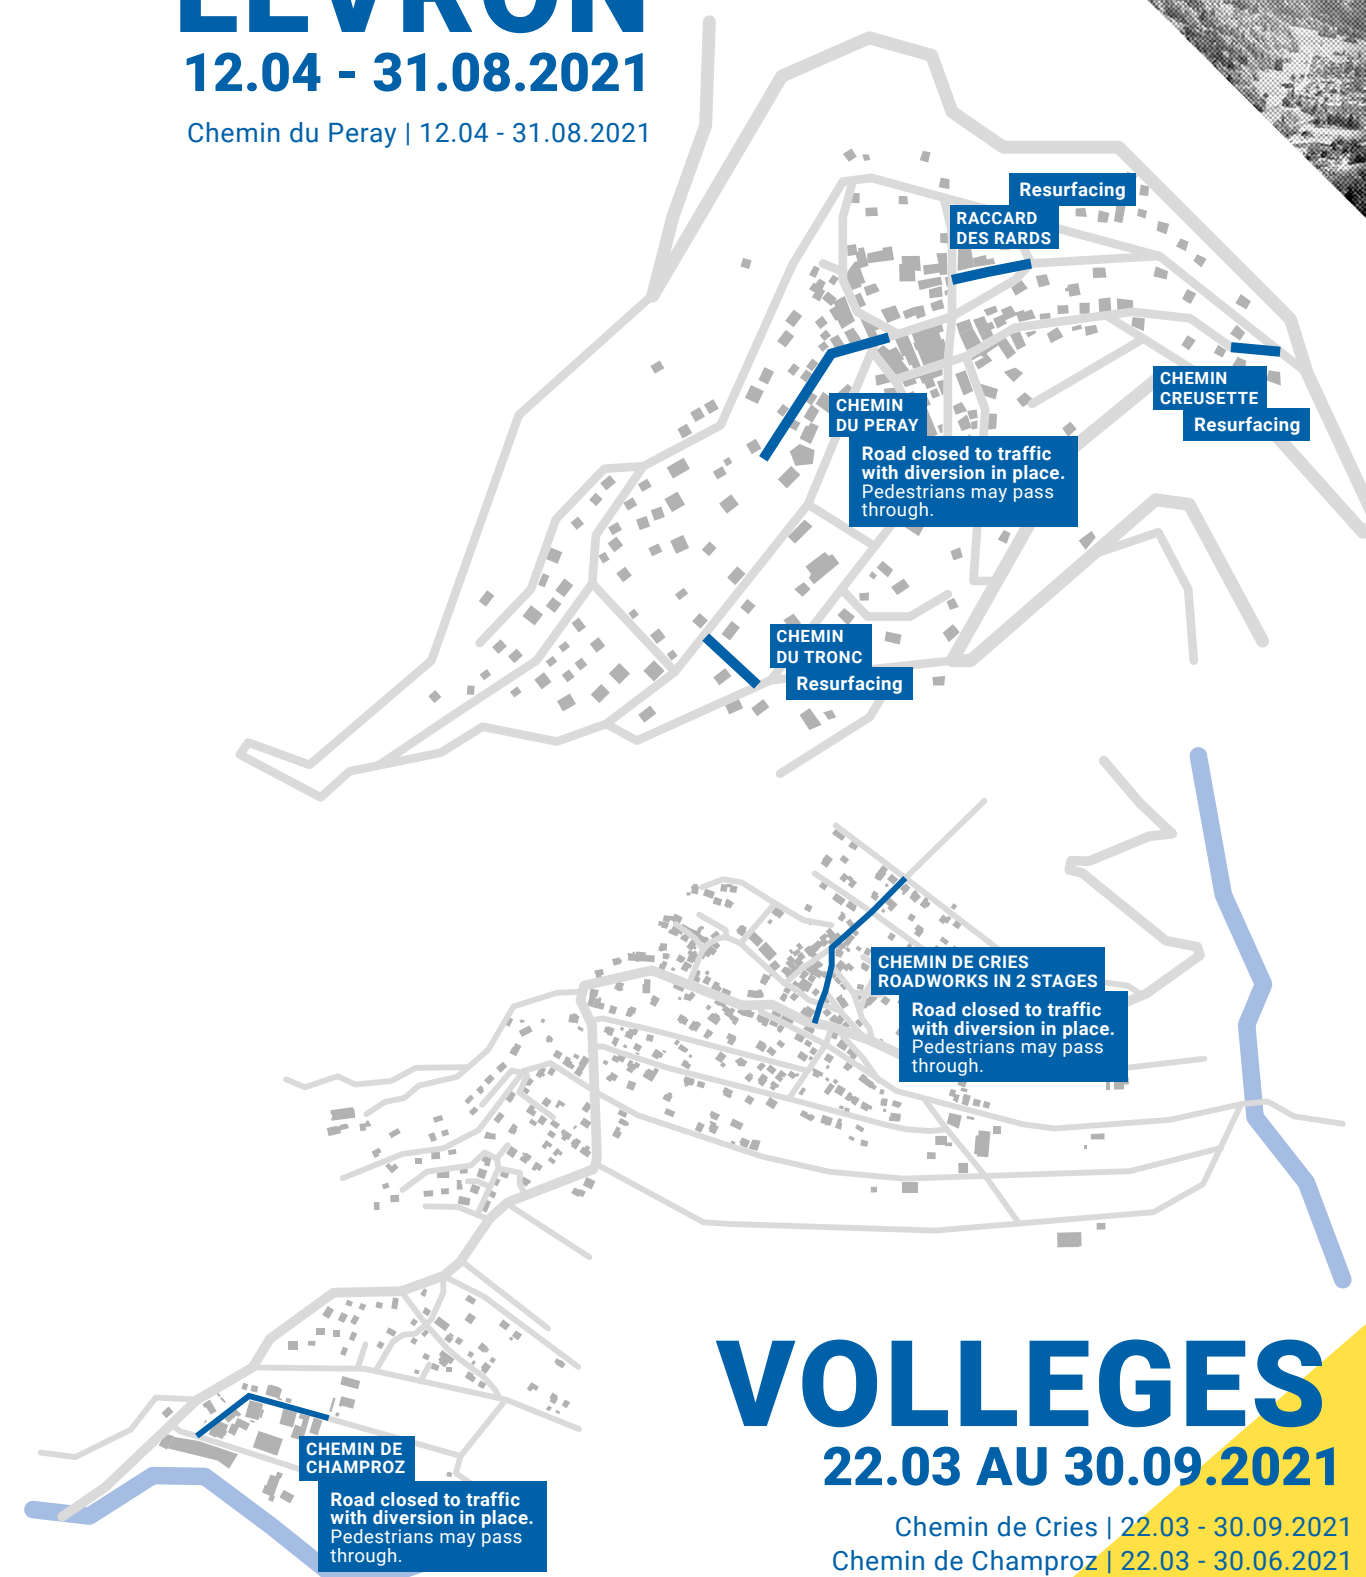 LEVRON
12.04 - 31.08.2021
Chemin du Peray | 12.04 - 31.08.2021
Resurfacing
RACCARD
DES RARDS
CHEMIN
CREUSETTE
Resurfacing
CHEMIN
DU PERAY
Road closed to traffic
with diversion in place.
Pedestrians may pass
through.
CHEMIN
DU TRONC
Resurfacing
CHEMIN DE CRIES
ROADWORKS IN 2 STAGES
Road closed to traffic
with diversion in place.
Pedestrians may pass
through.
CHEMIN DE
CHAMPROZ
Road closed to traffic
with diversion in place.
Pedestrians may pass
through.
VOLLEGES
22.03 AU 30.09.2021
Chemin de Cries | 22.03 - 30.09.2021
Chemin de Champroz | 22.03 - 30.06.2021